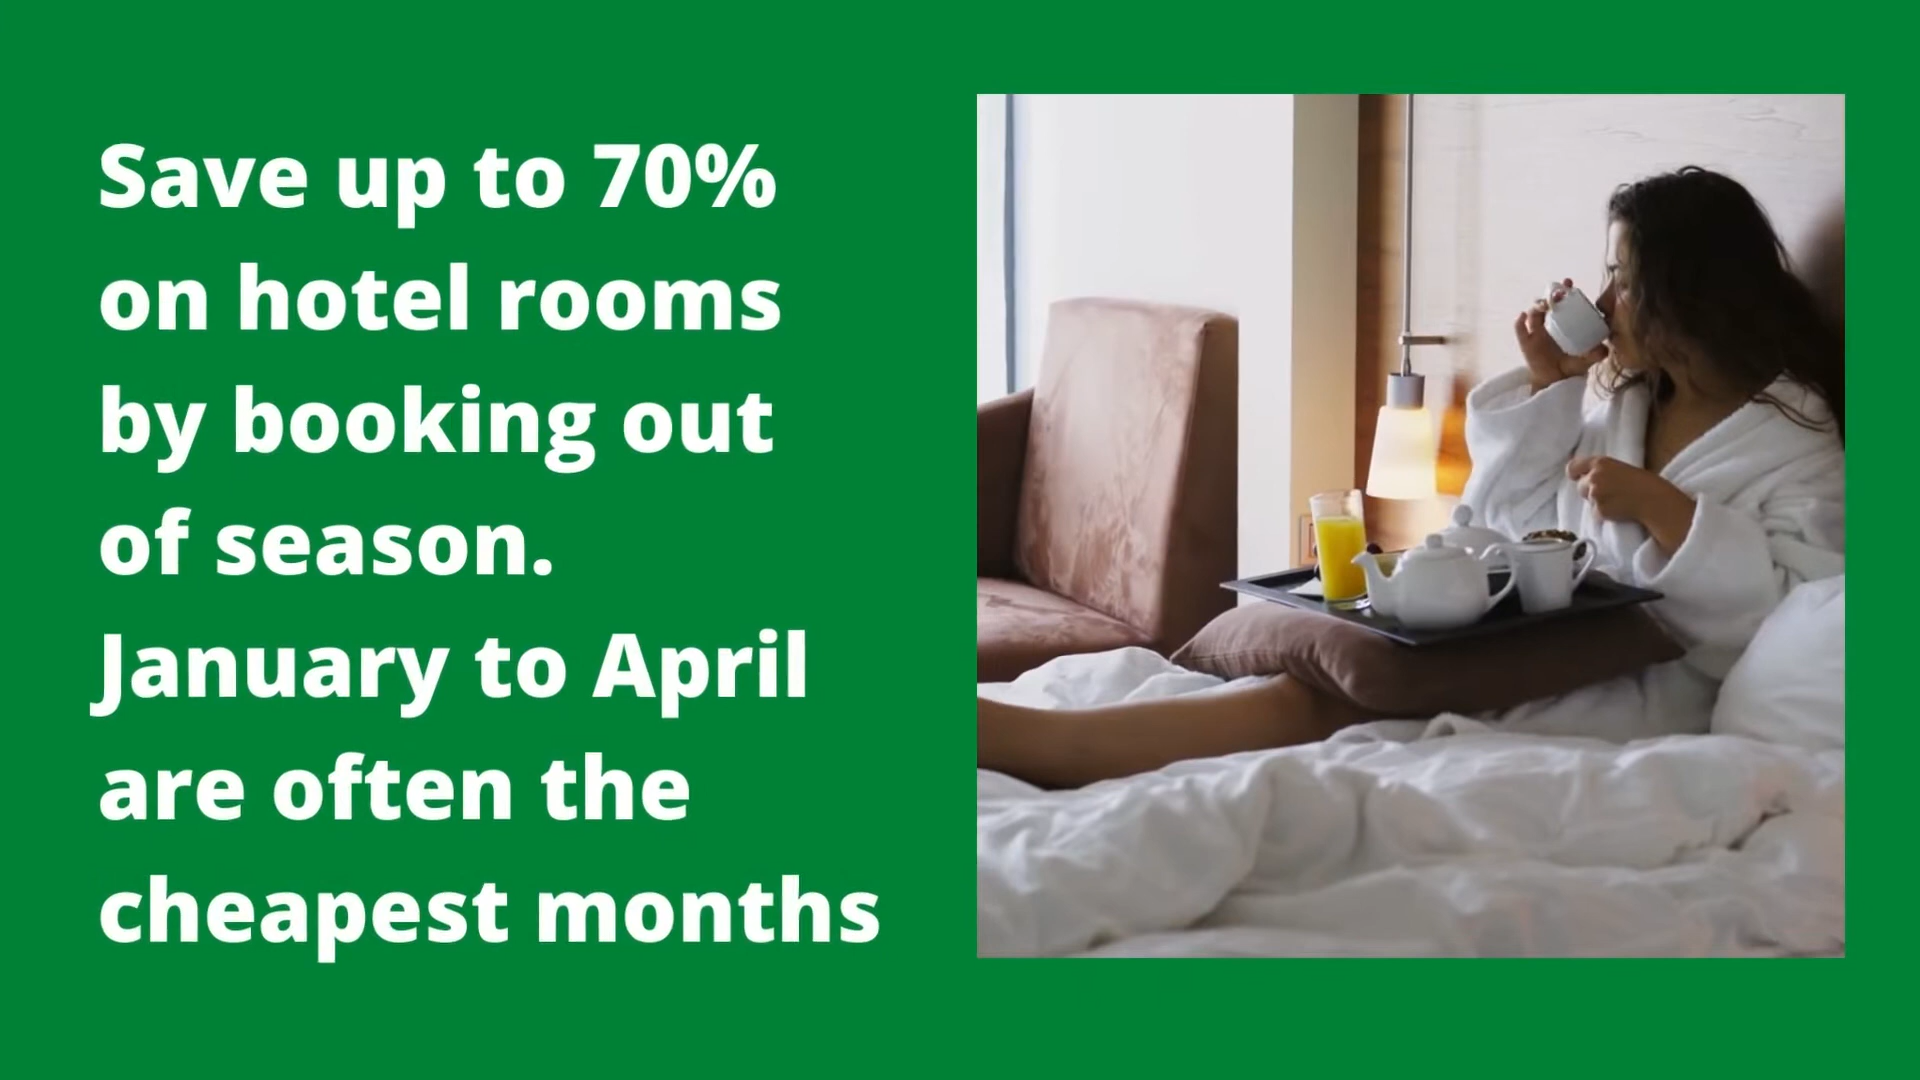 Save up to 70%
on hotel rooms
by booking out
of season.
January to April
are often the
cheapest months